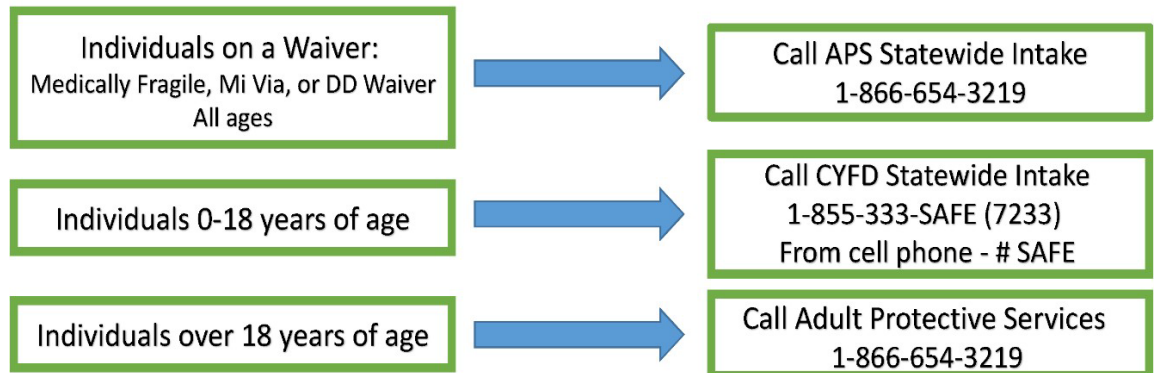 Individuals on a Waiver:
Medically Fragile, Mi Via, or DD Waiver
All ages
Call APS Statewide Intake
1-866-654-3219
Individuals 0-18 years of age
Call CYFD Statewide Intake
1-855-333-SAFE (7233)
From cell phone - # SAFE
Individuals over 18 years of age
Call Adult Protective Services
1-866-654-3219